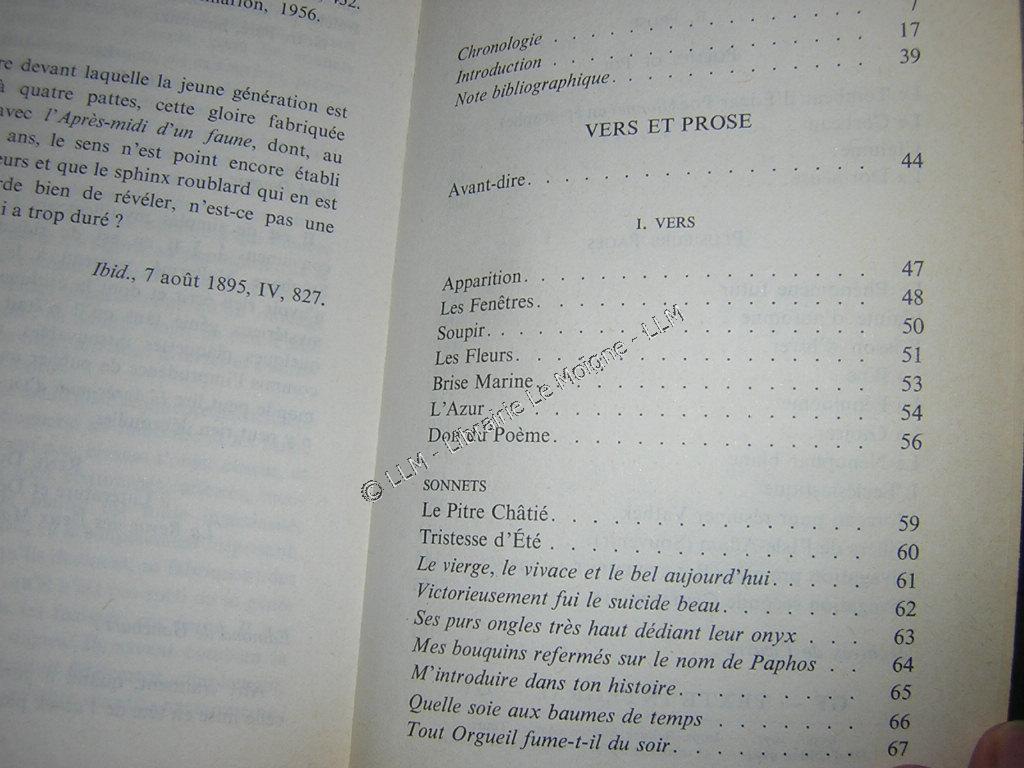 432.
1956.
re devant laquelle la jeune génération est
à quatre pattes, cette gloire fabriquée
avec l'Après-midi d'un faune, dont, au
ans, le sens n'est point encore établi
eurs et que le sphinx roublard qui en est
rde bien de révéler, n'est-ce pas une
i a trop duré ?
Ibid., 7 août 1895, IV, 827.
7
Chronologie . . . 17
Introduction . . . 39
Note bibliographique . . .
VERS ET PROSE
Avant-dire . . . 44
I. VERS
Apparition . . . 47
Les Fenêtres . . . 48
Soupir . . . 50
Les Fleurs . . . 51
Brise Marine . . . 53
L'Azur . . . 54
Don du Poème . . . 56
SONNETS
Le Pitre Châtié . . . 59
Tristesse d'Été . . . 60
Le vierge, le vivace et le bel aujourd'hui . . . 61
Victorieusement fui le suicide beau . . . 62
Ses purs ongles très haut dédiant leur onyx . . . 63
Mes bouquins refermés sur le nom de Paphos . . . 64
M'introduire dans ton histoire . . . 65
Quelle soie aux baumes de temps . . . 66
Tout Orgueil fume-t-il du soir . . . 67
© LLM - Librairie Le Moigne - LLM